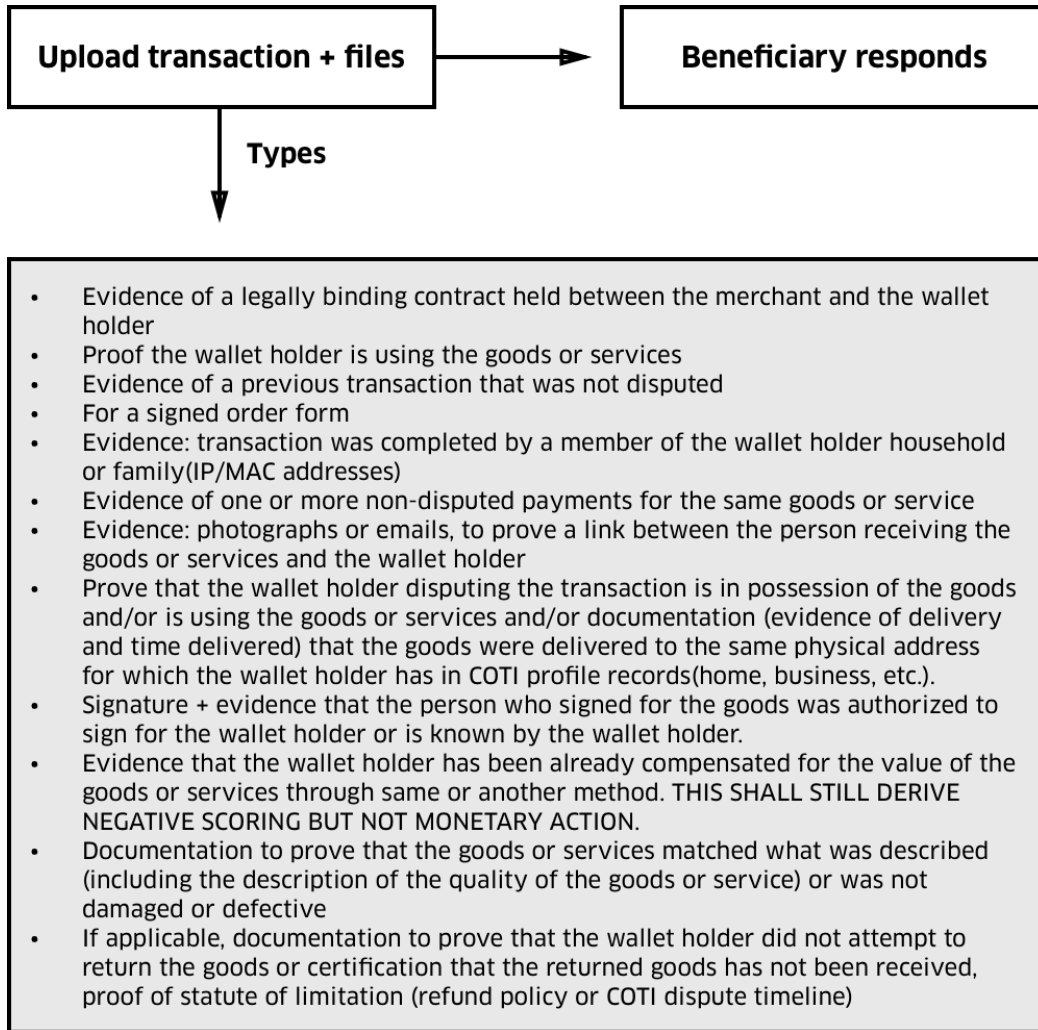 Upload transaction + files
Beneficiary responds
Types
• Evidence of a legally binding contract held between the merchant and the wallet
holder
• Proof the wallet holder is using the goods or services
• Evidence of a previous transaction that was not disputed
• For a signed order form
• Evidence: transaction was completed by a member of the wallet holder household
or family(IP/MAC addresses)
• Evidence of one or more non-disputed payments for the same goods or service
• Evidence: photographs or emails, to prove a link between the person receiving the
goods or services and the wallet holder
• Prove that the wallet holder disputing the transaction is in possession of the goods
and/or is using the goods or services and/or documentation (evidence of delivery
and time delivered) that the goods were delivered to the same physical address
for which the wallet holder has in COTI profile records(home, business, etc.).
• Signature + evidence that the person who signed for the goods was authorized to
sign for the wallet holder or is known by the wallet holder.
• Evidence that the wallet holder has been already compensated for the value of the
goods or services through same or another method. THIS SHALL STILL DERIVE
NEGATIVE SCORING BUT NOT MONETARY ACTION.
• Documentation to prove that the goods or services matched what was described
(including the description of the quality of the goods or service) or was not
damaged or defective
• If applicable, documentation to prove that the wallet holder did not attempt to
return the goods or certification that the returned goods has not been received,
proof of statute of limitation (refund policy or COTI dispute timeline)